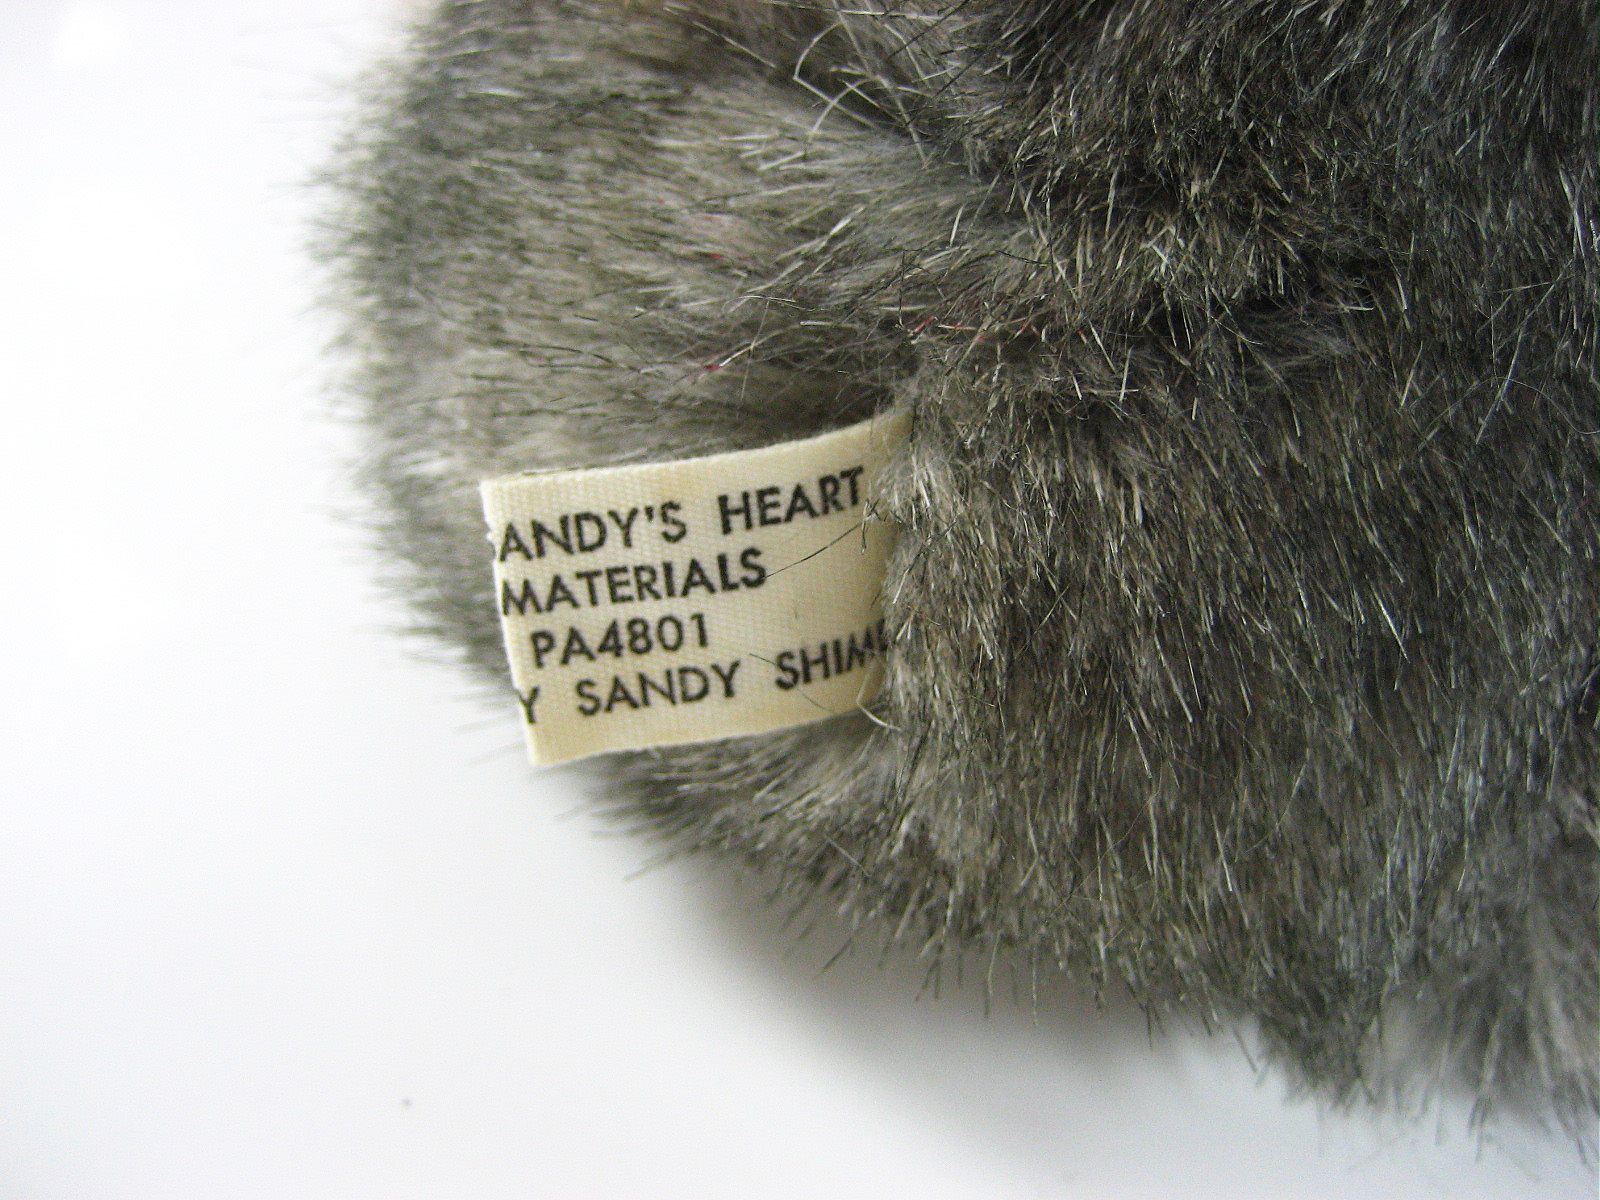 ANDY'S HEART
MATERIALS
PA4801
Y SANDY SHIM